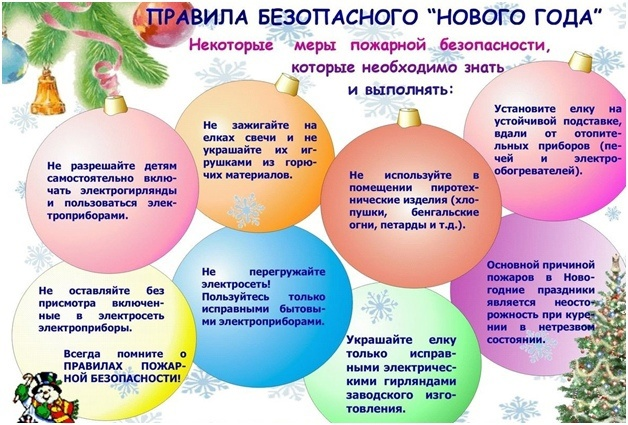 ПРАВИЛА БЕЗОПАСНОГО "НОВОГО ГОДА"
Некоторые меры пожарной безопасности,
которые необходимо знать
и выполнять:
Не разрешайте детям
самостоятельно вклю-
чать электрогирлянды
и пользоваться элек-
троприборами.
Не зажигайте на
елках свечи и не
украшайте их иг-
рушками из горю-
чих материалов.
Не используйте в
помещении пиротех-
нические изделия (хло-
пушки, бенгальские
огни, петарды и т.д.).
Установите елку на
устойчивой подставке,
вдали от отопи-
тельных приборов (пе-
чей и электро-
обогревателей).
Не оставляйте без
присмотра включен-
ные в электросеть
электроприборы.
Всегда помните о
ПРАВИЛАХ ПОЖАР-
НОЙ БЕЗОПАСНОСТИ!
Не перегружайте
электросеть!
Пользуйтесь только
исправными бытовы-
ми электроприборами.
Украшайте елку
только исправ-
ными электричес-
кими гирляндами
заводского изго-
товления.
Основной причиной
пожаров в Ново-
годние праздники
является неосто-
рожность при куре-
нии в нетрезвом
состоянии.